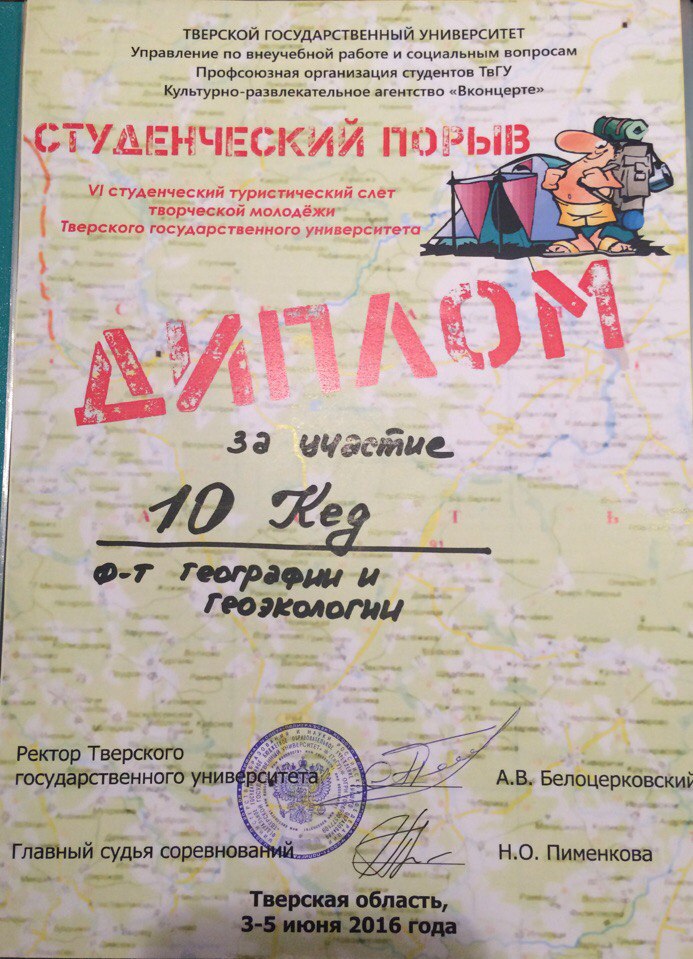 ТВЕРСКОЙ ГОСУДАРСТВЕННЫЙ УНИВЕРСИТЕТ
Управление по внеучебной работе и социальным вопросам
Профсоюзная организация студентов ТвГУ
Культурно-развлекательное агентство «Вконцерте»
СТУДЕНЧЕСКИЙ ПОРЫВ
VI студенческий туристический слет
творческой молодёжи
Тверского государственного университета
ДИПЛОМ
за участие
10 Кед
Ф-т географии и
геоэкологии
Ректор Тверского
государственного университета
А.В. Белоцерковский
Главный судья соревнований
Н.О. Пименкова
Тверская область,
3-5 июня 2016 года